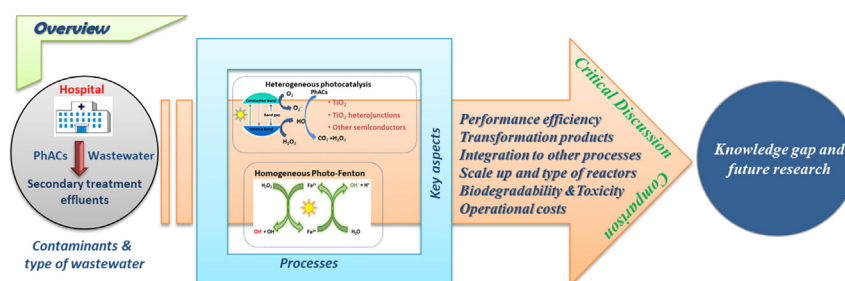 Overview
Hospital
PhACs Wastewater
Secondary treatment
effluents
Contaminants &
type of wastewater
Heterogeneous photocatalysis
PhACs
O₂
O₂⁻
Conduction Band
Band gap
Valence Band
HO
H₂O₂
CO₂ +H₂O₂
• TiO₂
• TiO₂ heterojunctions
• Other semiconductors
Homogeneous Photo-Fenton
H₂O₂ Fe²⁺ OH⁻ + H⁺
OH⁻ + OH Fe³⁺ H₂O
Processes
Key aspects
Performance efficiency
Transformation products
Integration to other processes
Scale up and type of reactors
Biodegradability & Toxicity
Operational costs
Critical Discussion
Comparison
Knowledge gap and
future research